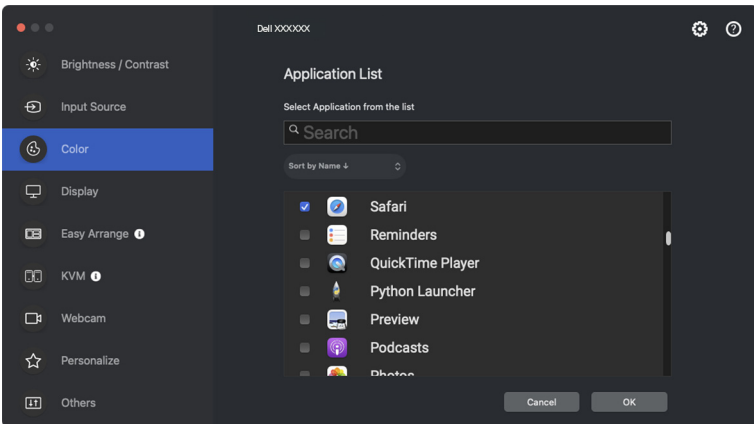 Dell XXXXXX
Brightness / Contrast
Input Source
Color
Display
Easy Arrange
KVM
Webcam
Personalize
Others
Application List
Select Application from the list
Search
Sort by Name ↓
Safari
Reminders
QuickTime Player
Python Launcher
Preview
Podcasts
Photos
Cancel
OK